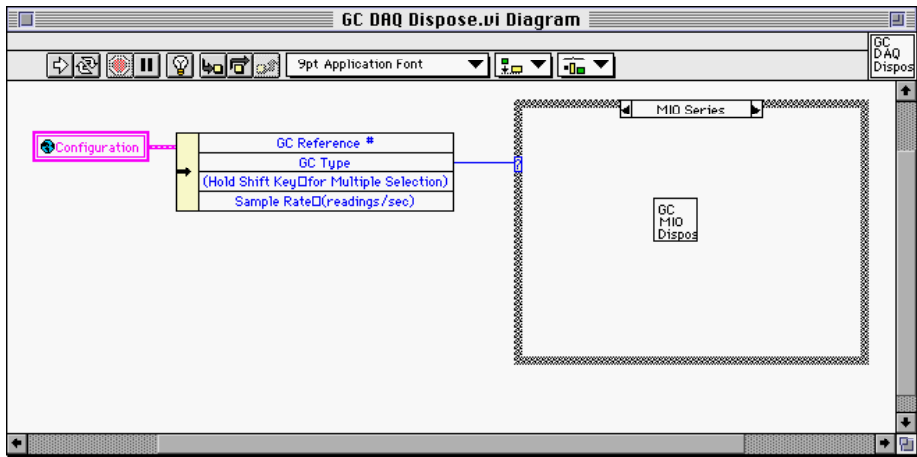 GC DAQ Dispose.vi Diagram
9pt Application Font
GC
DAQ
Dispos
MIO Series
Configuration
GC Reference #
GC Type
?
(Hold Shift Key□for Multiple Selection)
Sample Rate□(readings/sec)
GC
MIO
Dispos